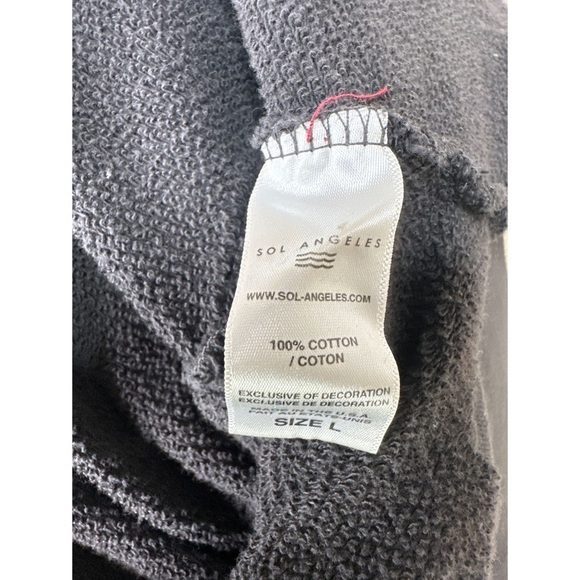 SOL ANGELES
WWW.SOL-ANGELES.COM
100% COTTON
/ COTON
EXCLUSIVE OF DECORATION
EXCLUSIVE DE DECORATION
MADE IN THE U.S.A
FAIT AU ETATS-UNIS
SIZE L